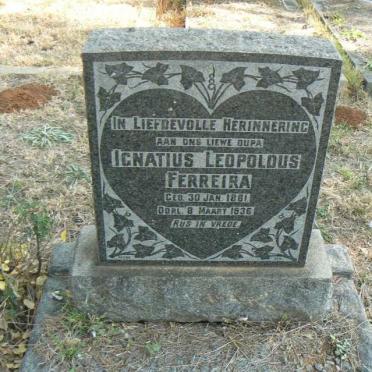 IN LIEFDEVOLLE HERINNERING
AAN ONS LIEWE OUPA
IGNATIUS LEOPOLDUS
FERREIRA
GEB. 30 JAN. 1861
OORL. 8 MAART 1936
RUS IN VREDE